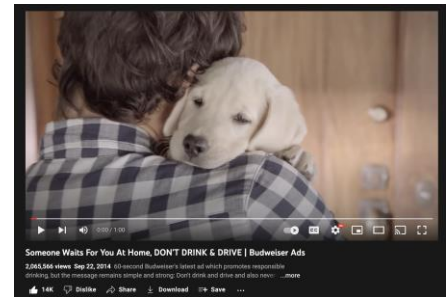 0:00 / 1:00
CC
HD
Someone Waits For You At Home, DON'T DRINK & DRIVE | Budweiser Ads
2,065,566 views Sep 22, 2014 60-second Budweiser's latest ad which promotes responsible
drinking, but the message remains simple and strong: Don't drink and drive and also never ...more
14K Dislike Share Download Save ...